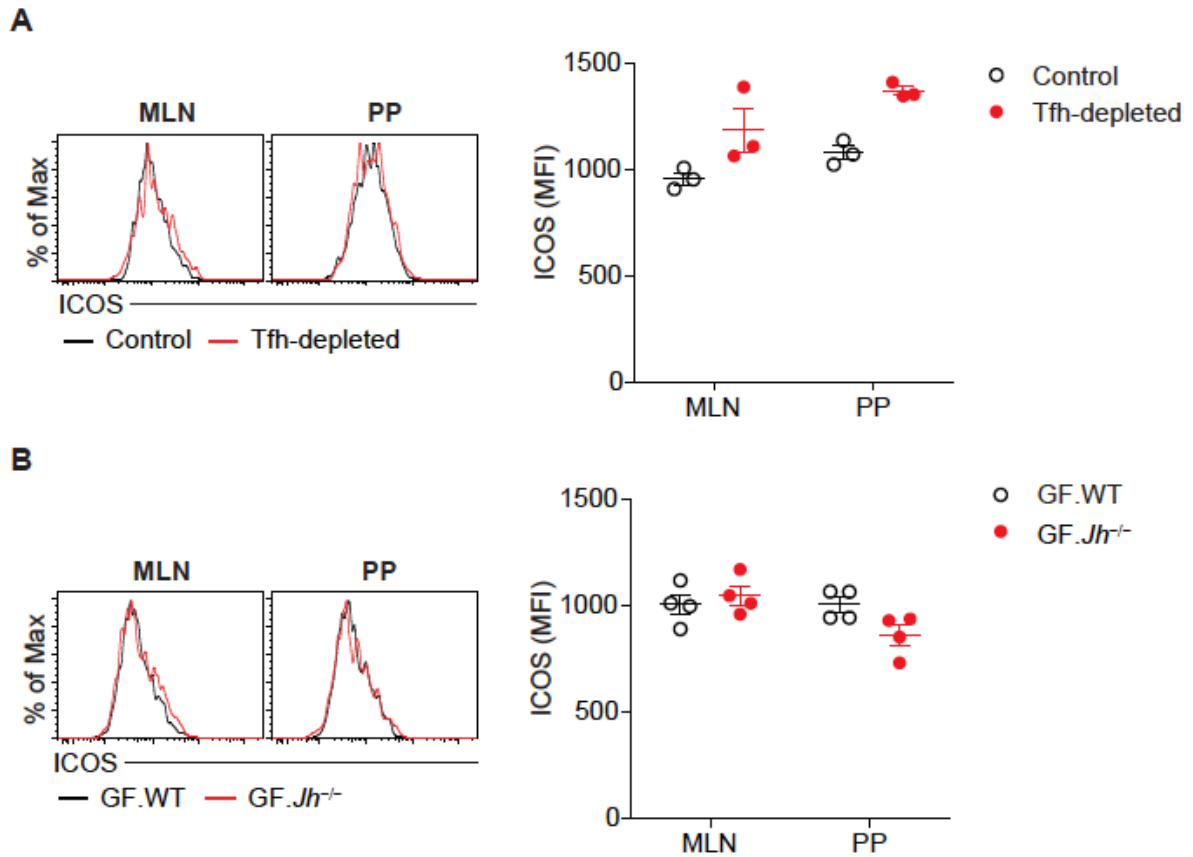 A
MLN PP
% of Max
ICOS
Control Tfh-depleted
ICOS (MFI)
1500
1000
500
0
MLN PP
Control
Tfh-depleted
B
MLN PP
% of Max
ICOS
GF.WT GF.Jh⁻/⁻
ICOS (MFI)
1500
1000
500
0
MLN PP
GF.WT
GF.Jh⁻/⁻